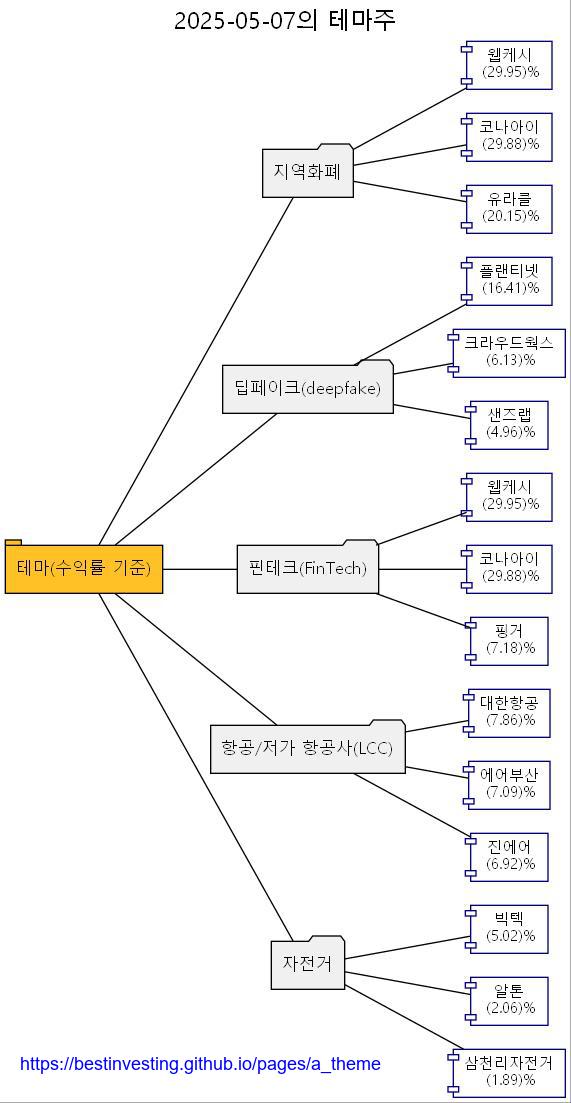 2025-05-07의 테마주
테마(수익률 기준)
지역화폐
웹케시
(29.95)%
코나아이
(29.88)%
유라클
(20.15)%
딥페이크(deepfake)
플랜티넷
(16.41)%
크라우드웍스
(6.13)%
샌즈랩
(4.96)%
핀테크(FinTech)
웹케시
(29.95)%
코나아이
(29.88)%
핑거
(7.18)%
항공/저가 항공사(LCC)
대한항공
(7.86)%
에어부산
(7.09)%
진에어
(6.92)%
자전거
빅텍
(5.02)%
알톤
(2.06)%
삼천리자전거
(1.89)%
https://bestinvesting.github.io/pages/a_theme